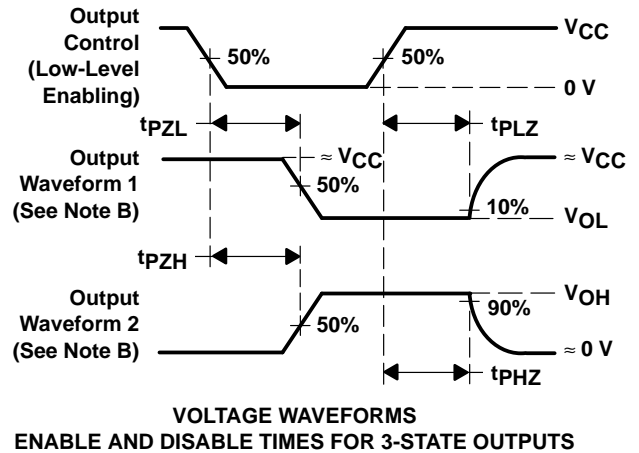 Output
Control
(Low-Level
Enabling)
50%
50%
VCC
0 V
tPZL
tPLZ
Output
Waveform 1
(See Note B)
≈ VCC
50%
≈ VCC
10%
VOL
tPZH
Output
Waveform 2
(See Note B)
50%
VOH
90%
≈ 0 V
tPHZ
VOLTAGE WAVEFORMS
ENABLE AND DISABLE TIMES FOR 3-STATE OUTPUTS